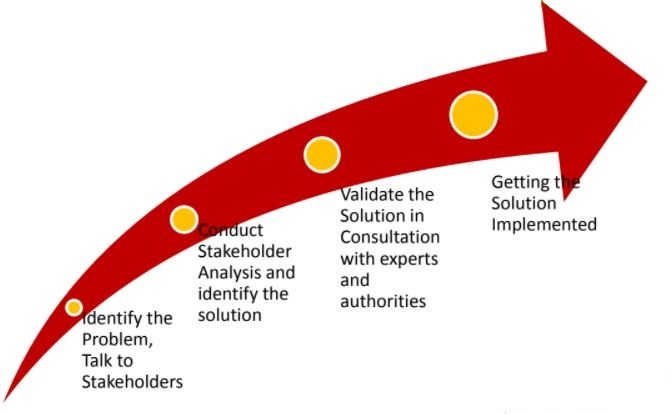 Identify the
Problem,
Talk to
Stakeholders
Conduct
Stakeholder
Analysis and
identify the
solution
Validate the
Solution in
Consultation
with experts
and
authorities
Getting the
Solution
Implemented